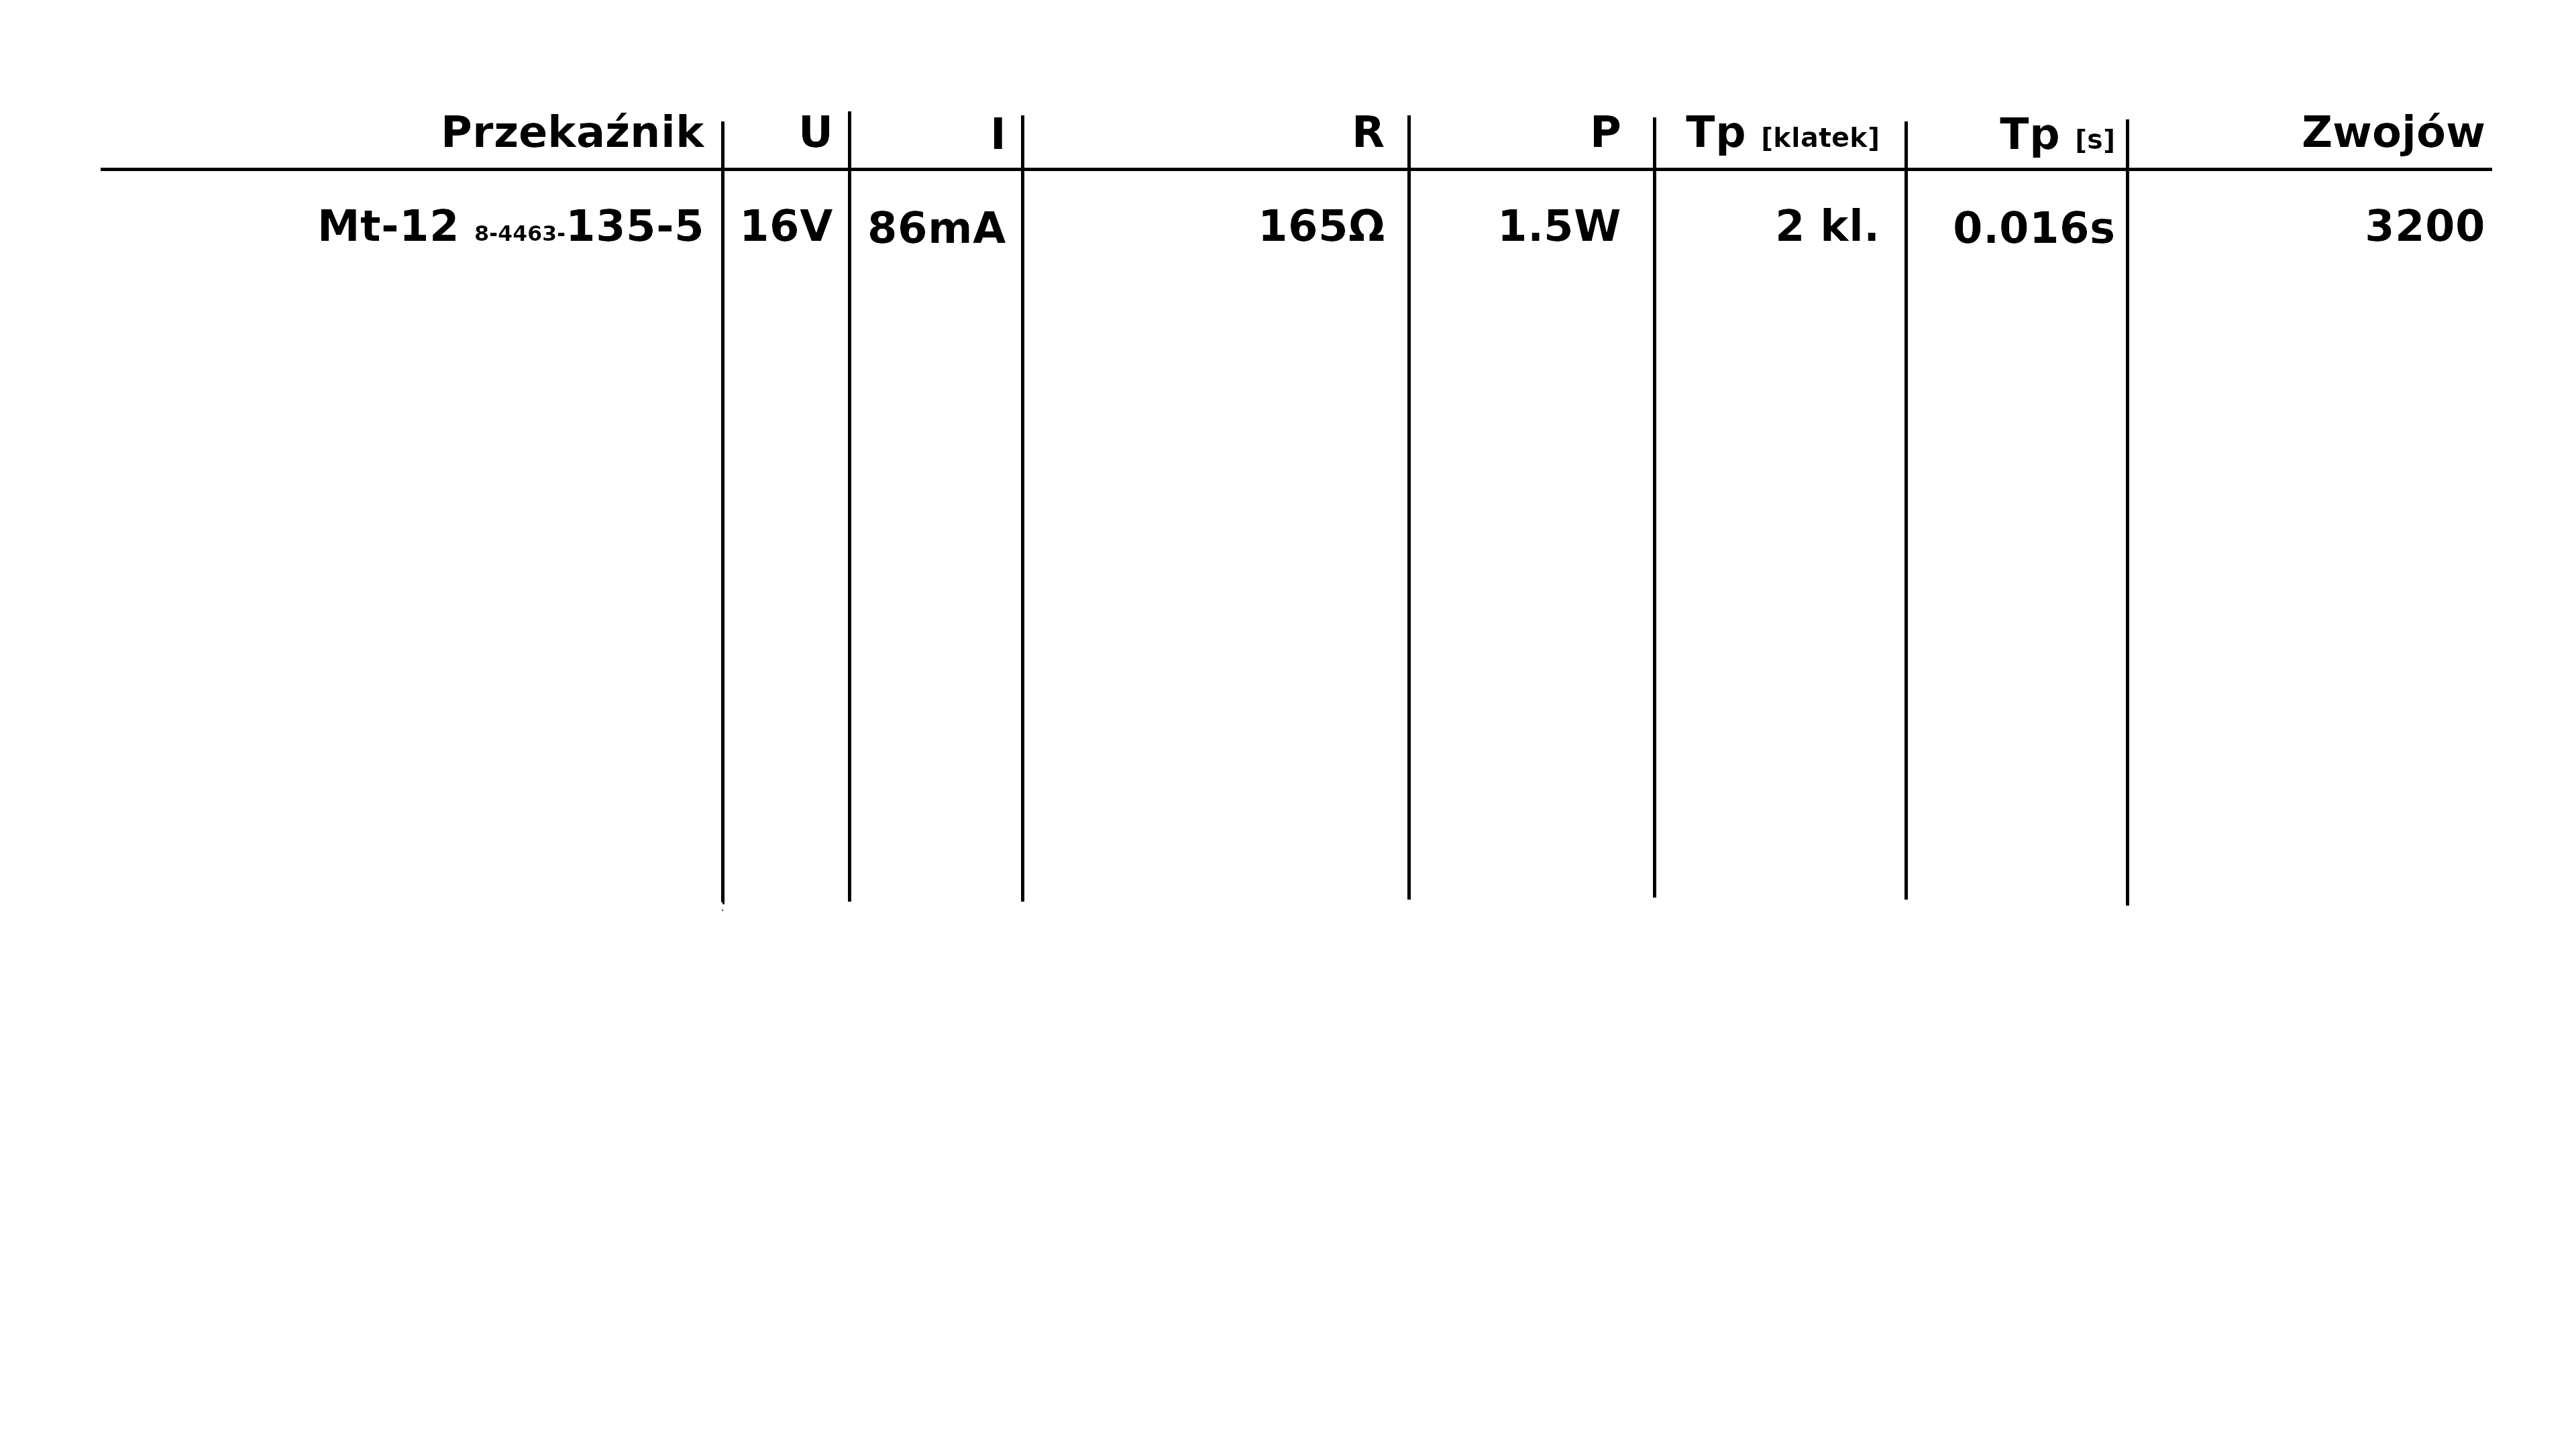 Przekaźnik U I R P Tp [klatek] Tp [s] Zwojów
Mt-12 8-4463-135-5 16V 86mA 165Ω 1.5W 2 kl. 0.016s 3200